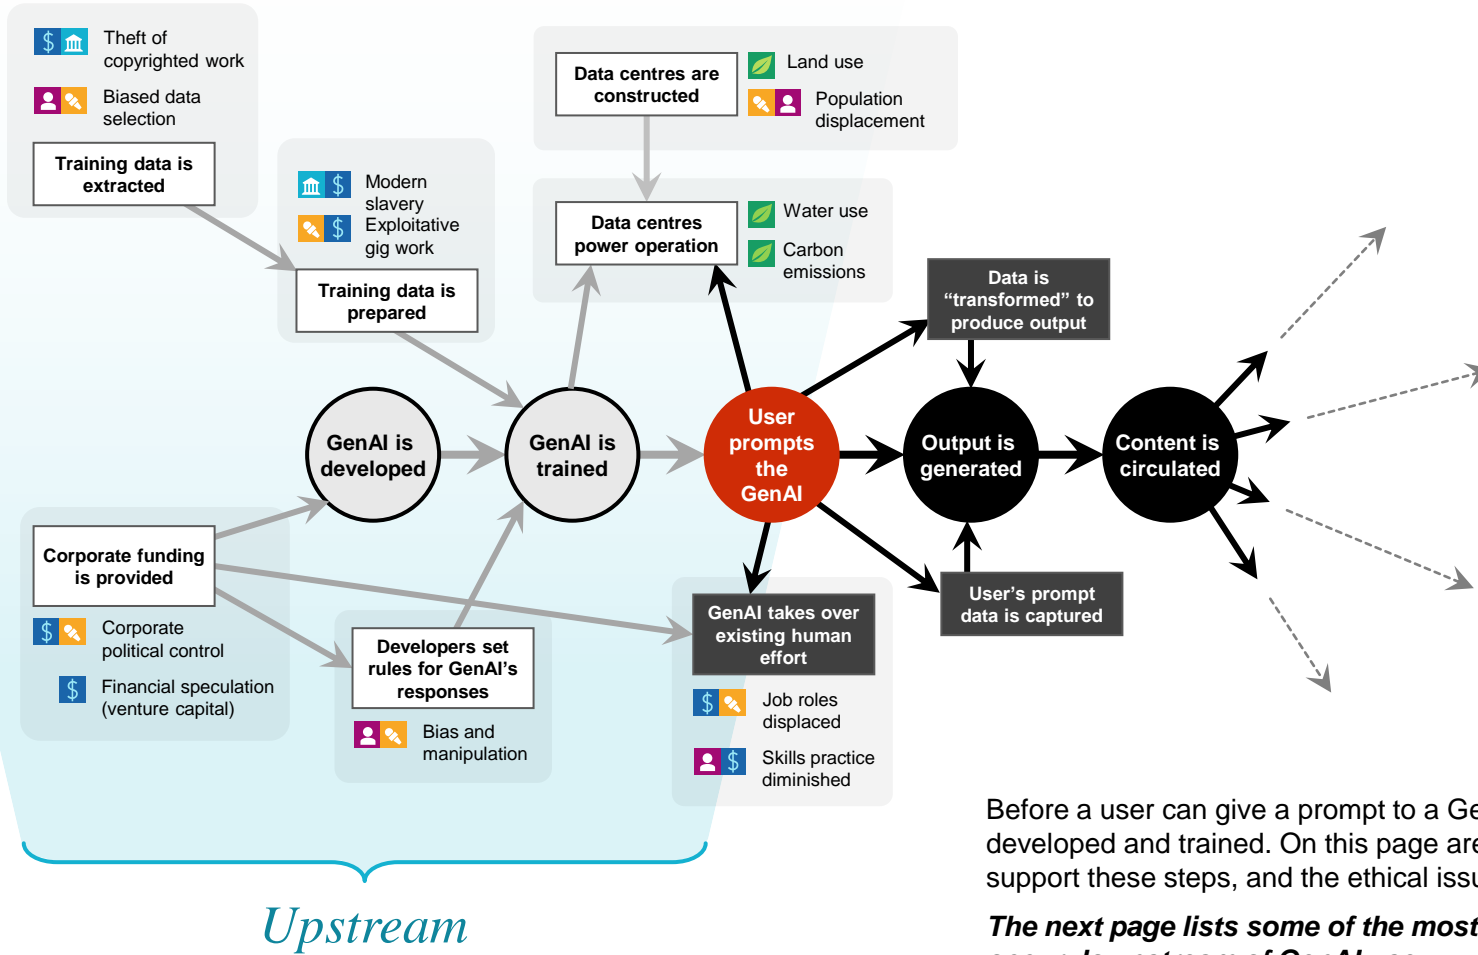 Theft of
copyrighted work
Biased data
selection
Training data is
extracted
Modern
slavery
Exploitative
gig work
Training data is
prepared
Data centres are
constructed
Land use
Population
displacement
Data centres
power operation
Water use
Carbon
emissions
Data is
“transformed” to
produce output
GenAI is
developed
GenAI is
trained
User
prompts
the
GenAI
Output is
generated
Content is
circulated
Corporate funding
is provided
Corporate
political control
Financial speculation
(venture capital)
Developers set
rules for GenAI’s
responses
Bias and
manipulation
GenAI takes over
existing human
effort
Job roles
displaced
Skills practice
diminished
User’s prompt
data is captured
Upstream
Before a user can give a prompt to a Ge
developed and trained. On this page are
support these steps, and the ethical issu
The next page lists some of the most